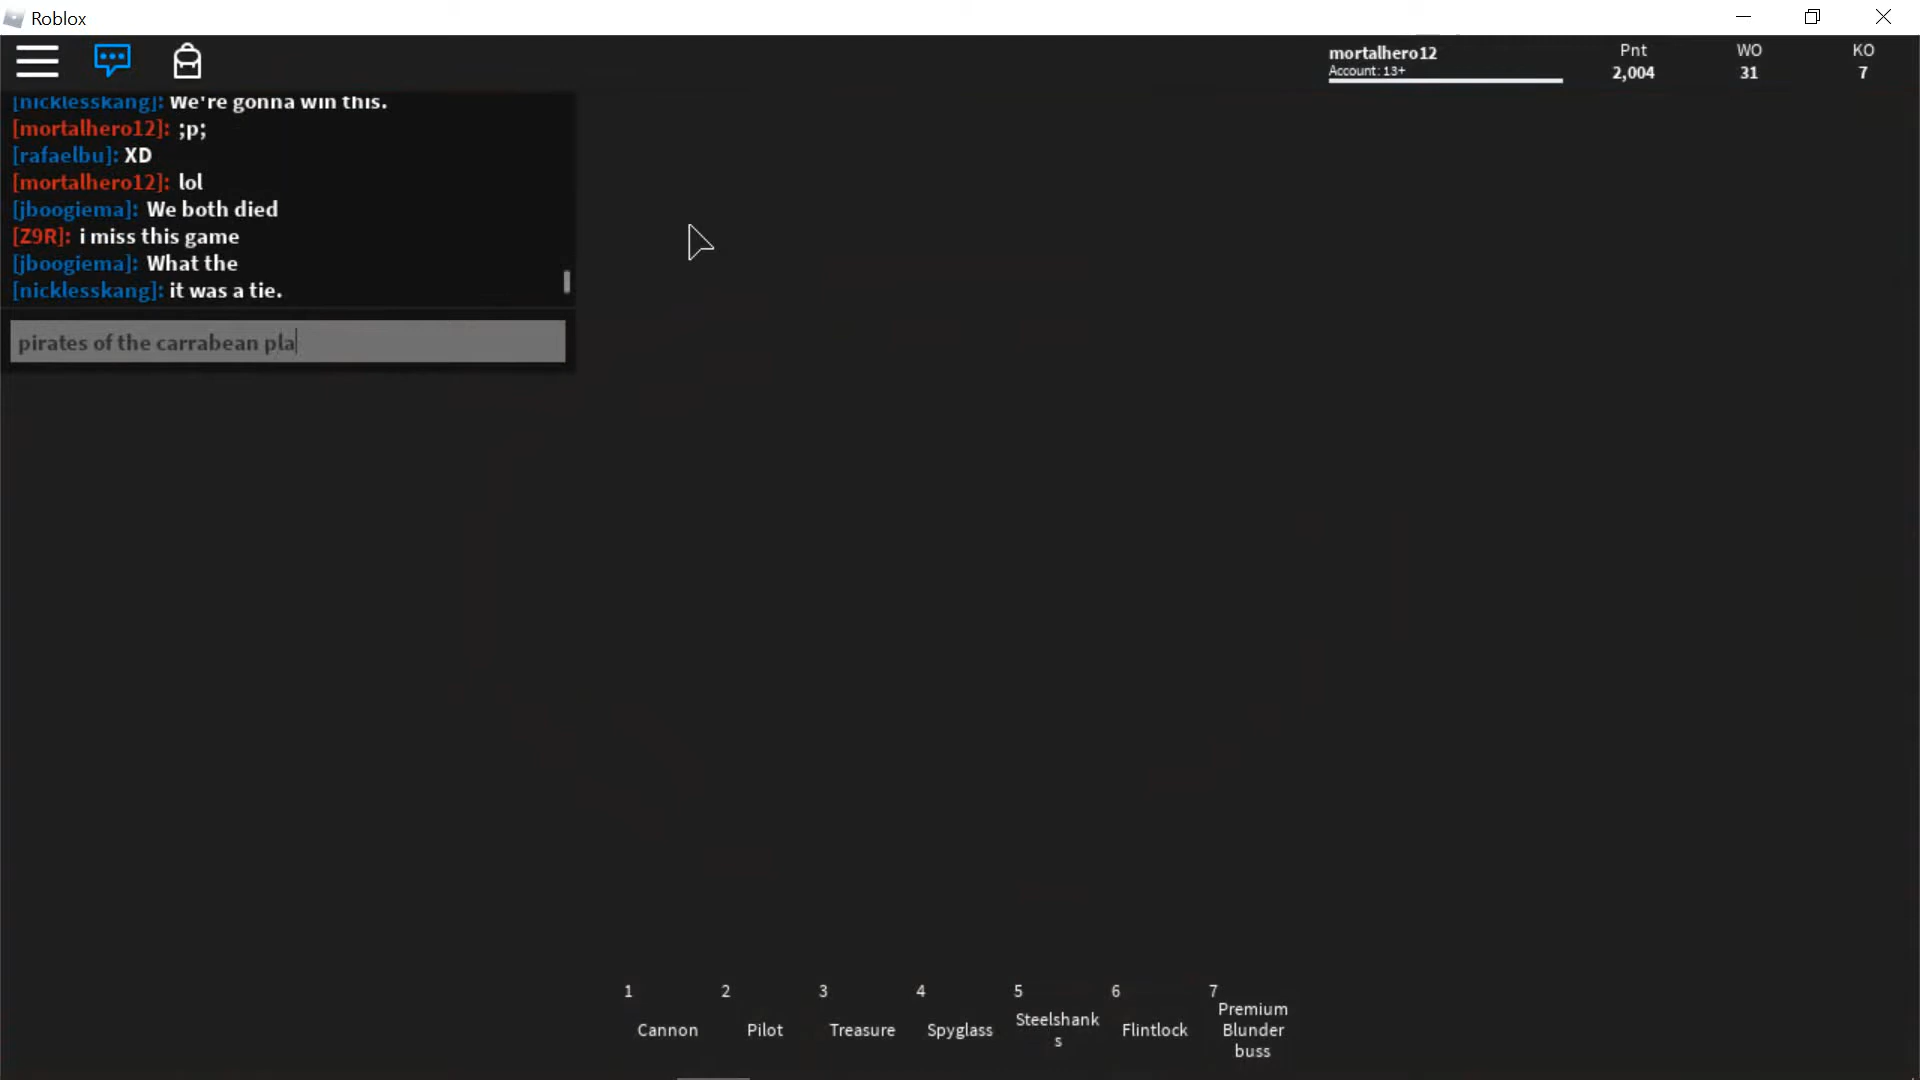 Roblox
mortalhero12 Pnt WO KO
Account: 13+ 2,004 31 7
[nicklesskang]: We're gonna win this.
[mortalhero12]: ;p;
[rafaelbu]: XD
[mortalhero12]: lol
[jboogiema]: We both died
[Z9R]: i miss this game
[jboogiema]: What the
[nicklesskang]: it was a tie.
pirates of the carrabean pla
1 2 3 4 5 6 7
Cannon Pilot Treasure Spyglass Steelshank
s Flintlock Premium
Blunder
buss